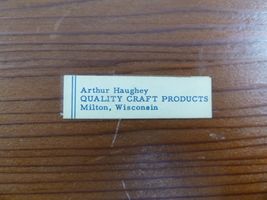 Arthur Haughey
QUALITY CRAFT PRODUCTS
Milton, Wisconsin